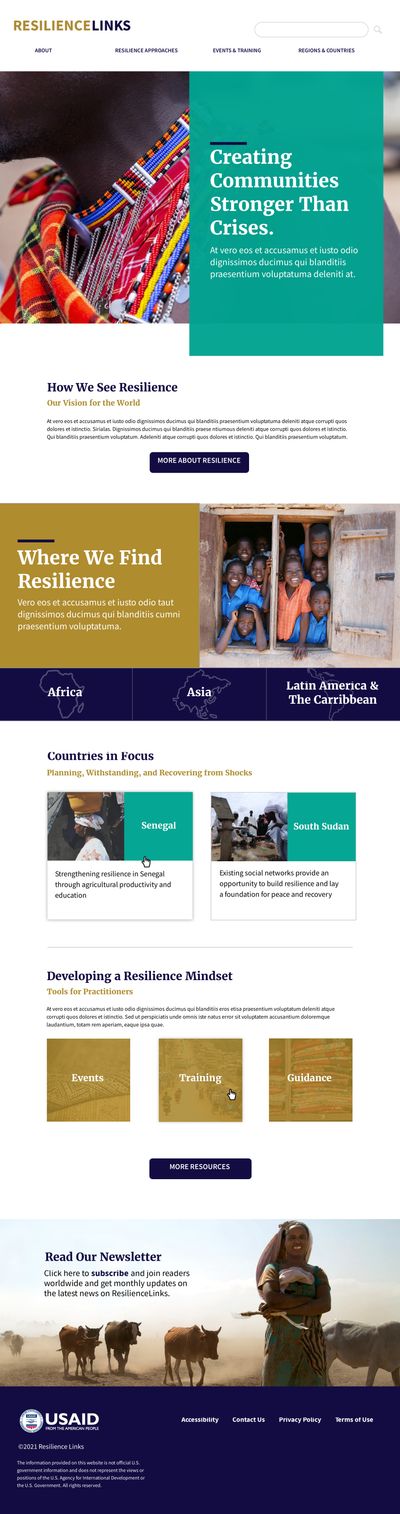 RESILIENCELINKS
ABOUT
RESILIENCE APPROACHES
EVENTS & TRAINING
REGIONS & COUNTRIES
Creating
Communities
Stronger Than
Crises.
At vero eos et accusamus et iusto odio
dignissimos ducimus qui blanditiis
praesentium voluptatuma deleniti at.
How We See Resilience
Our Vision for the World
At vero eos et accusamus et iusto odio dignissimos ducimus qui blanditiis praesentium voluptatuma deleniti atque corrupti quos
dolores et istinctio. Sirialas. Dignissimos ducimus qui blanditiis praese ntiumous deleniti atque corrupti quos dolores et istinctio.
Qui blanditiis praesentium voluptatum. Adeleniti atque corrupti quos dolores et istinctio. Qui blanditiis praesentium voluptatum.
MORE ABOUT RESILIENCE
Where We Find
Resilience
Vero eos et accusamus et iusto odio taut
dignissimos ducimus qui blanditiis cumni
praesentium voluptatuma.
Africa
Asia
Latin America &
The Carribbean
Countries in Focus
Planning, Withstanding, and Recovering from Shocks
Senegal
Strengthening resilience in Senegal
through agricultural productivity and
education
South Sudan
Existing social networks provide an
opportunity to build resilience and lay
a foundation for peace and recovery
Developing a Resilience Mindset
Tools for Practitioners
At vero eos et accusamus et iusto odio dignissimos ducimus qui blanditiis eros etisa praesentium voluptatum deleniti atque
corrupti quos dolores et istinctio. Sed ut perspiciatis unde omnis iste natus error sit voluptatem accusantium doloremque
laudantium, totam rem aperiam, eaque ipsa quae.
Events
Training
Guidance
MORE RESOURCES
Read Our Newsletter
Click here to subscribe and join readers
worldwide and get monthly updates on
the latest news on ResilienceLinks.
USAID
FROM THE AMERICAN PEOPLE
Accessibility
Contact Us
Privacy Policy
Terms of Use
©2021 Resilience Links
The information provided on this website is not official U.S.
government information and does not represent the views or
positions of the U.S. Agency for International Development or
the U.S. Government. All rights reserved.